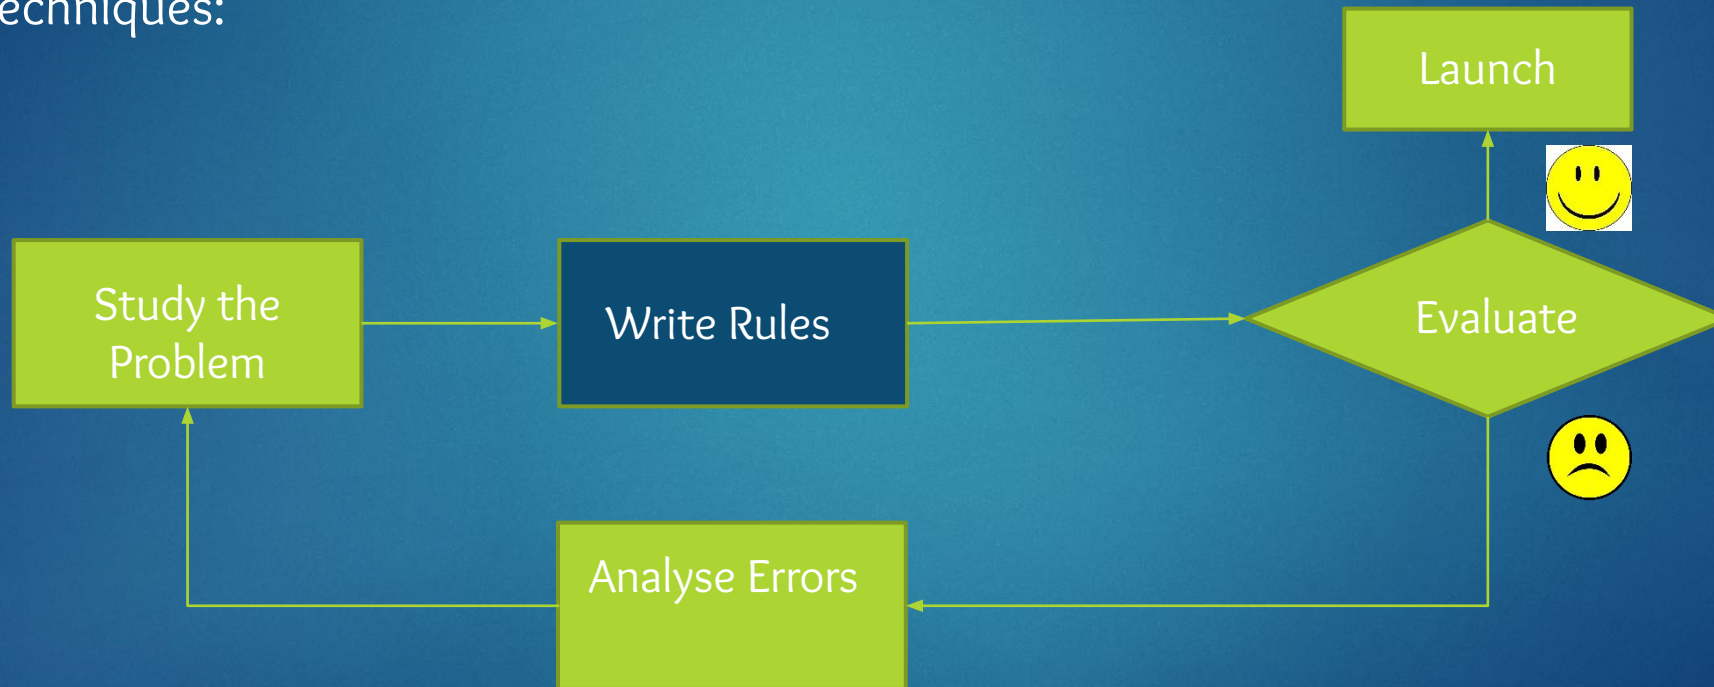 echniques:
Launch
Study the
Problem
Write Rules
Evaluate
Analyse Errors